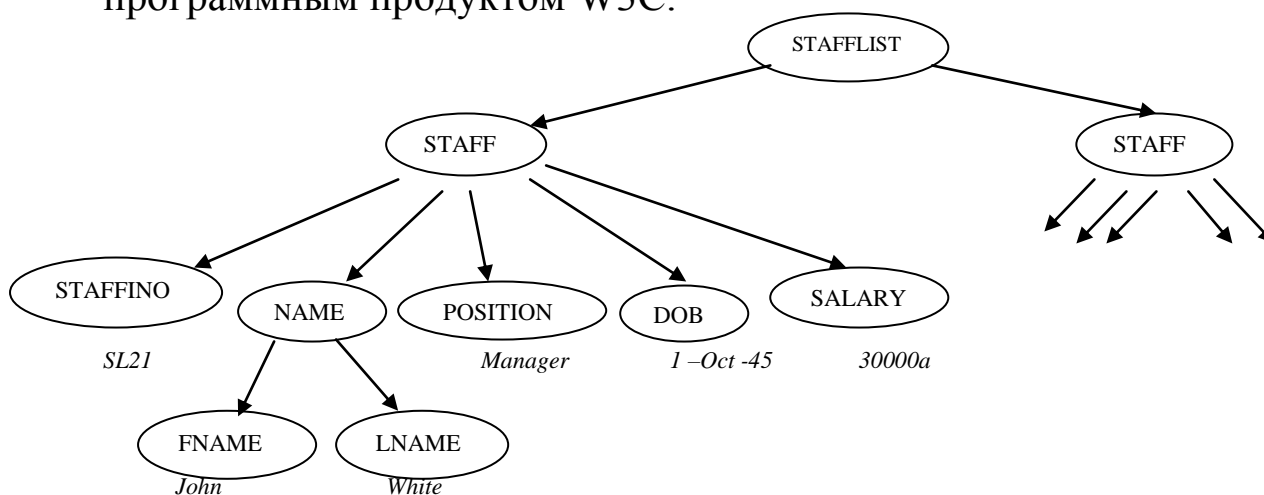 программным продуктом W3C.
STAFFLIST
STAFF STAFF
STAFFINO NAME POSITION DOB SALARY
SL21 Manager 1 –Oct -45 30000a
FNAME LNAME
John White